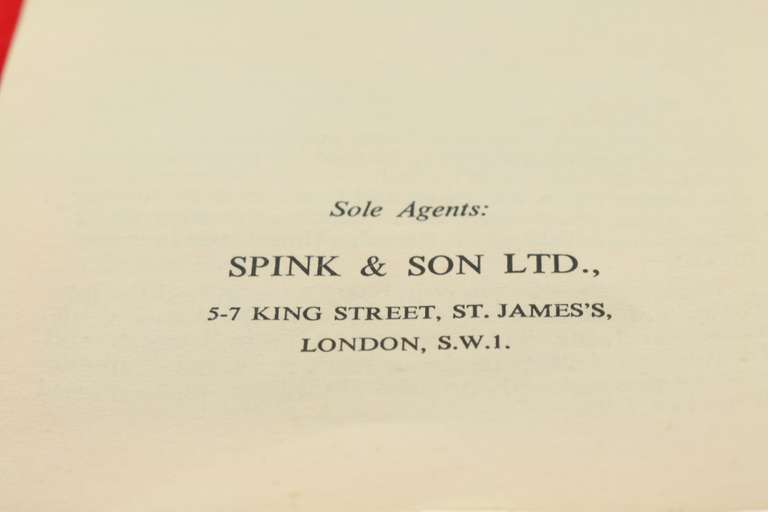 Sole Agents:
SPINK & SON LTD.,
5-7 KING STREET, ST. JAMES'S,
LONDON, S.W.1.